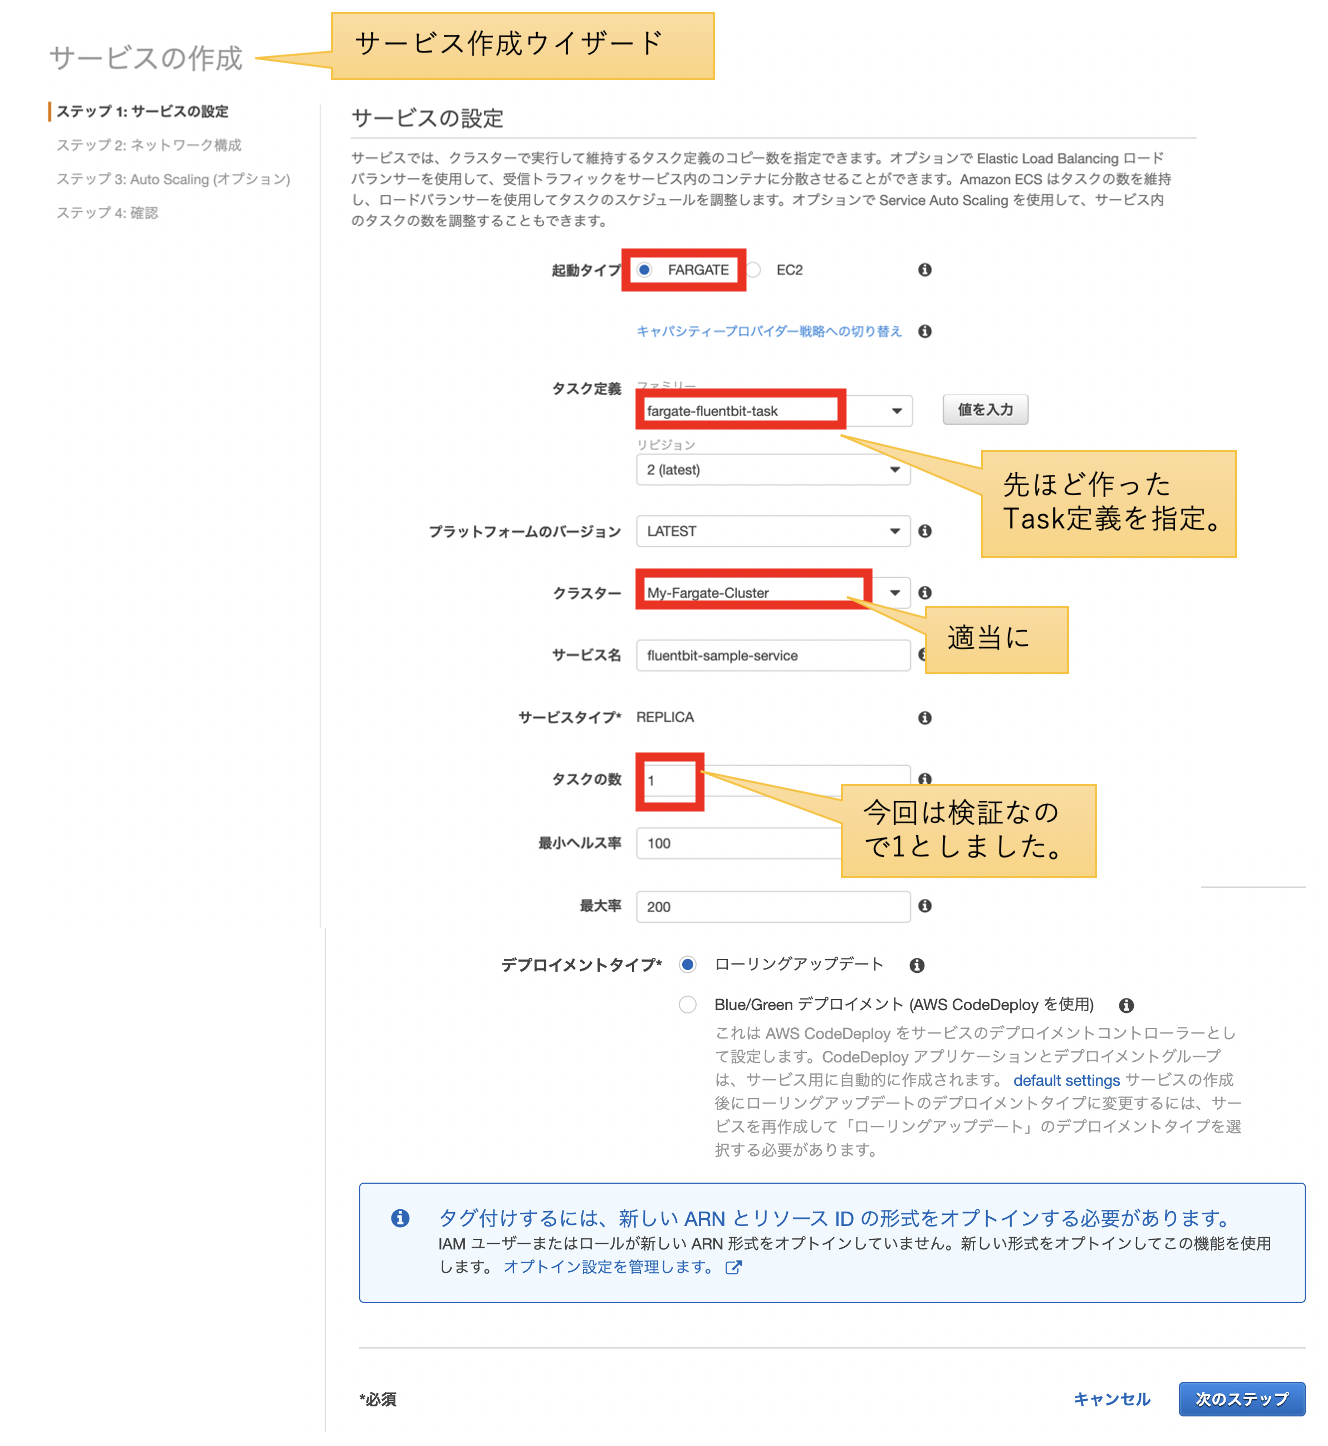 サービスの作成
サービス作成ウイザード
ステップ 1: サービスの設定
ステップ 2: ネットワーク構成
ステップ 3: Auto Scaling (オプション)
ステップ 4: 確認
サービスの設定
サービスでは、クラスターで実行して維持するタスク定義のコピー数を指定できます。オプションで Elastic Load Balancing ロード
バランサーを使用して、受信トラフィックをサービス内のコンテナに分散させることができます。Amazon ECS はタスクの数を維持
し、ロードバランサーを使用してタスクのスケジュールを調整します。オプションで Service Auto Scaling を使用して、サービス内
のタスクの数を調整することもできます。
起動タイプ FARGATE EC2
キャパシティープロバイダー戦略への切り替え
タスク定義 ファミリー
fargate-fluentbit-task 値を入力
リビジョン
2 (latest)
先ほど作った
Task定義を指定。
プラットフォームのバージョン LATEST
クラスター My-Fargate-Cluster
適当に
サービス名 fluentbit-sample-service
サービスタイプ* REPLICA
タスクの数 1
今回は検証なの
で1としました。
最小ヘルス率 100
最大率 200
デプロイメントタイプ* ローリングアップデート
Blue/Green デプロイメント (AWS CodeDeploy を使用)
これは AWS CodeDeploy をサービスのデプロイメントコントローラーとし
て設定します。CodeDeploy アプリケーションとデプロイメントグループ
は、サービス用に自動的に作成されます。 default settings サービスの作成
後にローリングアップデートのデプロイメントタイプに変更するには、サー
ビスを再作成して「ローリングアップデート」のデプロイメントタイプを選
択する必要があります。
タグ付けするには、新しい ARN とリソース ID の形式をオプトインする必要があります。
IAM ユーザーまたはロールが新しい ARN 形式をオプトインしていません。新しい形式をオプトインしてこの機能を使用
します。 オプトイン設定を管理します。
*必須 キャンセル 次のステップ